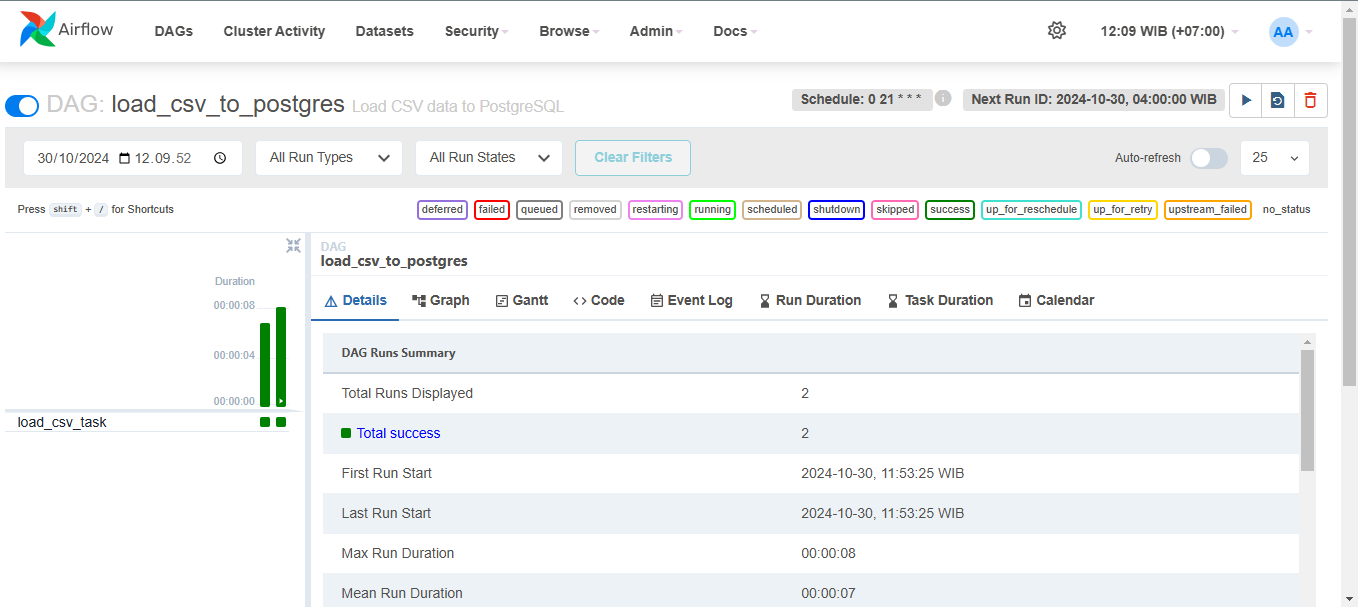 Airflow DAGs Cluster Activity Datasets Security Browse Admin Docs 12:09 WIB (+07:00) AA
DAG: load_csv_to_postgres Load CSV data to PostgreSQL Schedule: 0 21 * * * i Next Run ID: 2024-10-30, 04:00:00 WIB
30/10/2024 12.09.52 All Run Types All Run States Clear Filters Auto-refresh 25
Press shift + / for Shortcuts deferred failed queued removed restarting running scheduled shutdown skipped success up_for_reschedule up_for_retry upstream_failed no_status
DAG
load_csv_to_postgres
Duration
00:00:08
00:00:04
00:00:00
load_csv_task
Details Graph Gantt Code Event Log Run Duration Task Duration Calendar
DAG Runs Summary
Total Runs Displayed 2
Total success 2
First Run Start 2024-10-30, 11:53:25 WIB
Last Run Start 2024-10-30, 11:53:25 WIB
Max Run Duration 00:00:08
Mean Run Duration 00:00:07